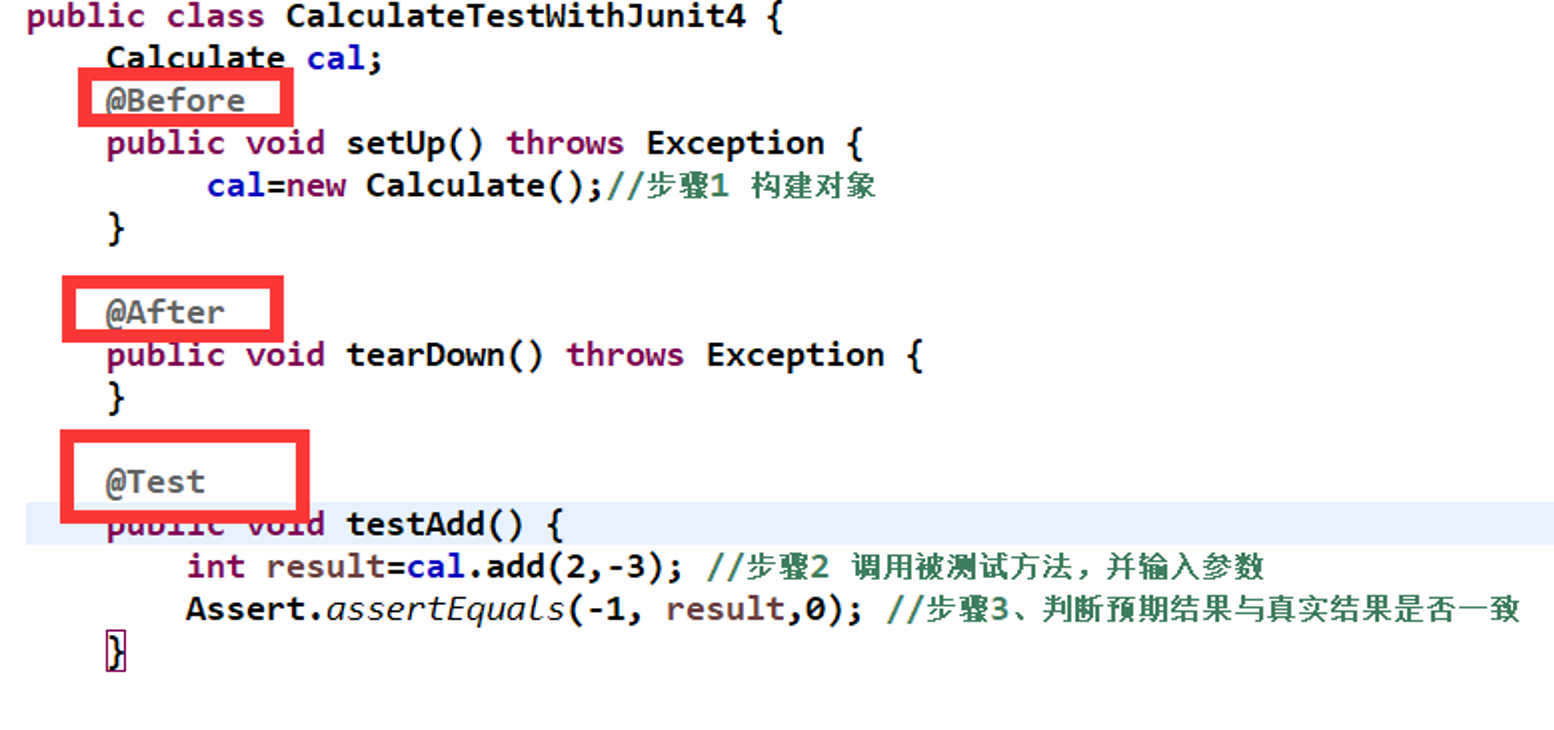 public class CalculateTestWithJunit4 {
Calculate cal;
@Before
public void setUp() throws Exception {
cal=new Calculate();//步骤1 构建对象
}
@After
public void tearDown() throws Exception {
}
@Test
public void testAdd() {
int result=cal.add(2,-3); //步骤2 调用被测试方法，并输入参数
Assert.assertEquals(-1, result,0); //步骤3、判断预期结果与真实结果是否一致
}